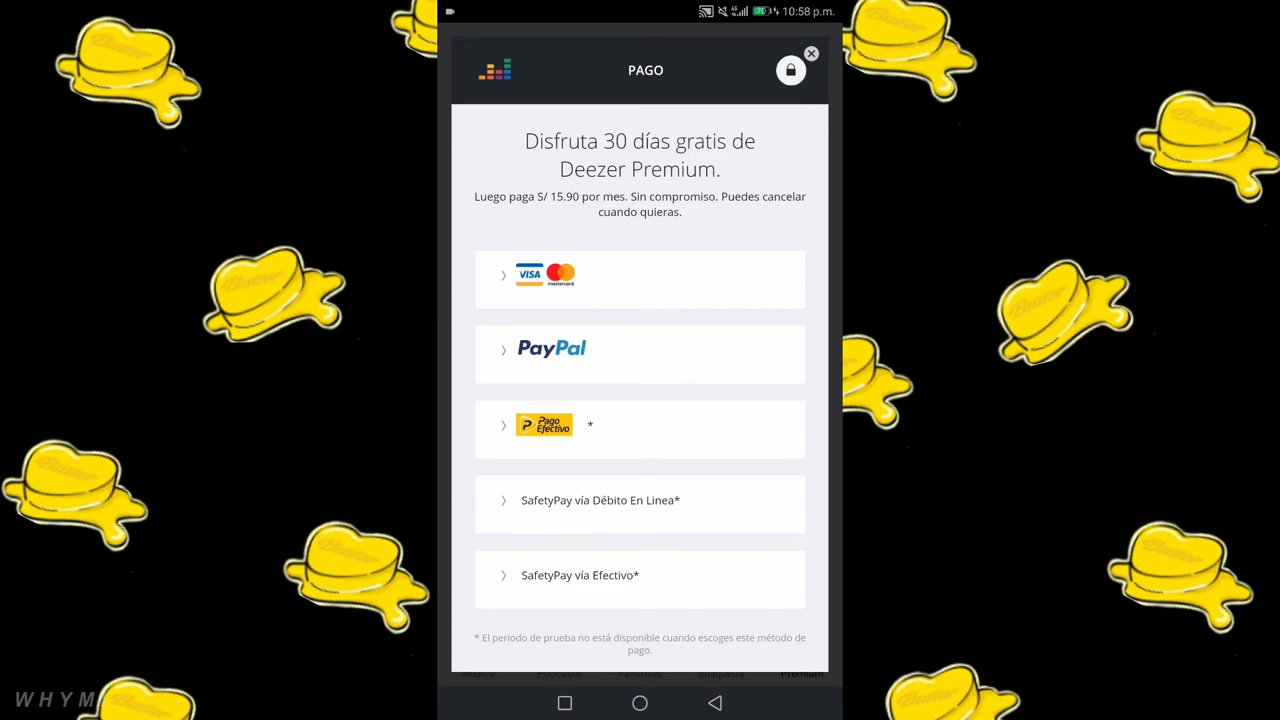 10:58 p.m.
PAGO
Disfruta 30 días gratis de
Deezer Premium.
Luego paga S/ 15.90 por mes. Sin compromiso. Puedes cancelar
cuando quieras.
VISA mastercard.
PayPal
Pago
Efectivo *
SafetyPay vía Débito En Linea*
SafetyPay vía Efectivo*
* El periodo de prueba no está disponible cuando escoges este método de
pago.
Música Podcasts Favoritos Búsqueda Premium
WHYM